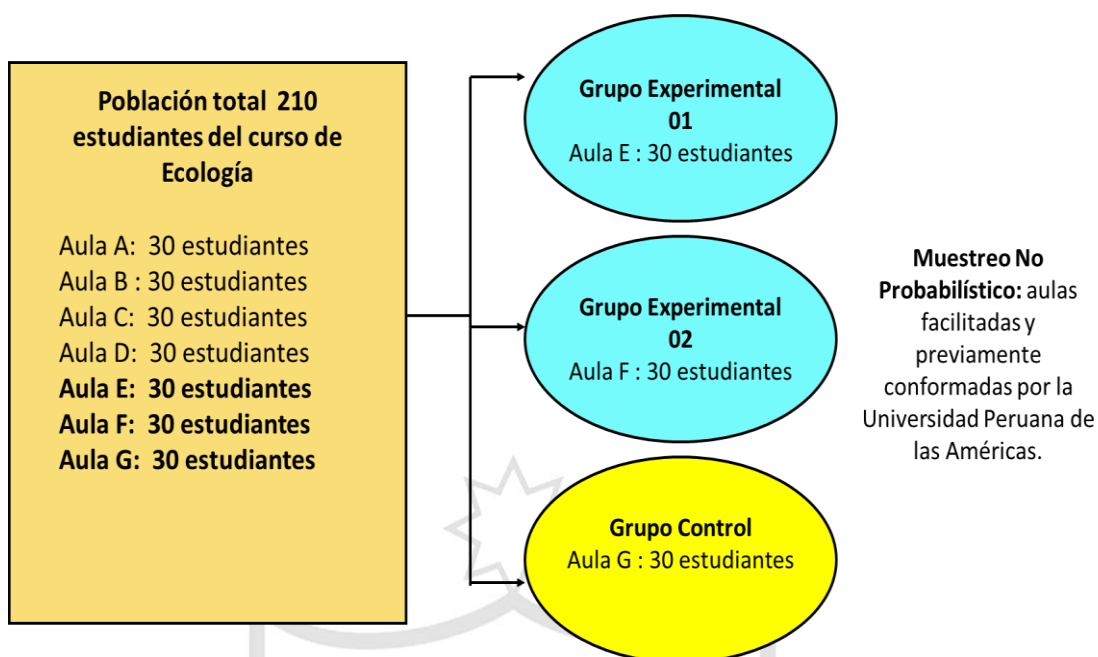 Población total 210
estudiantes del curso de
Ecología
Aula A: 30 estudiantes
Aula B : 30 estudiantes
Aula C: 30 estudiantes
Aula D: 30 estudiantes
Aula E: 30 estudiantes
Aula F: 30 estudiantes
Aula G: 30 estudiantes
Grupo Experimental
01
Aula E : 30 estudiantes
Grupo Experimental
02
Aula F : 30 estudiantes
Grupo Control
Aula G : 30 estudiantes
Muestreo No
Probabilístico: aulas
facilitadas y
previamente
conformadas por la
Universidad Peruana de
las Américas.